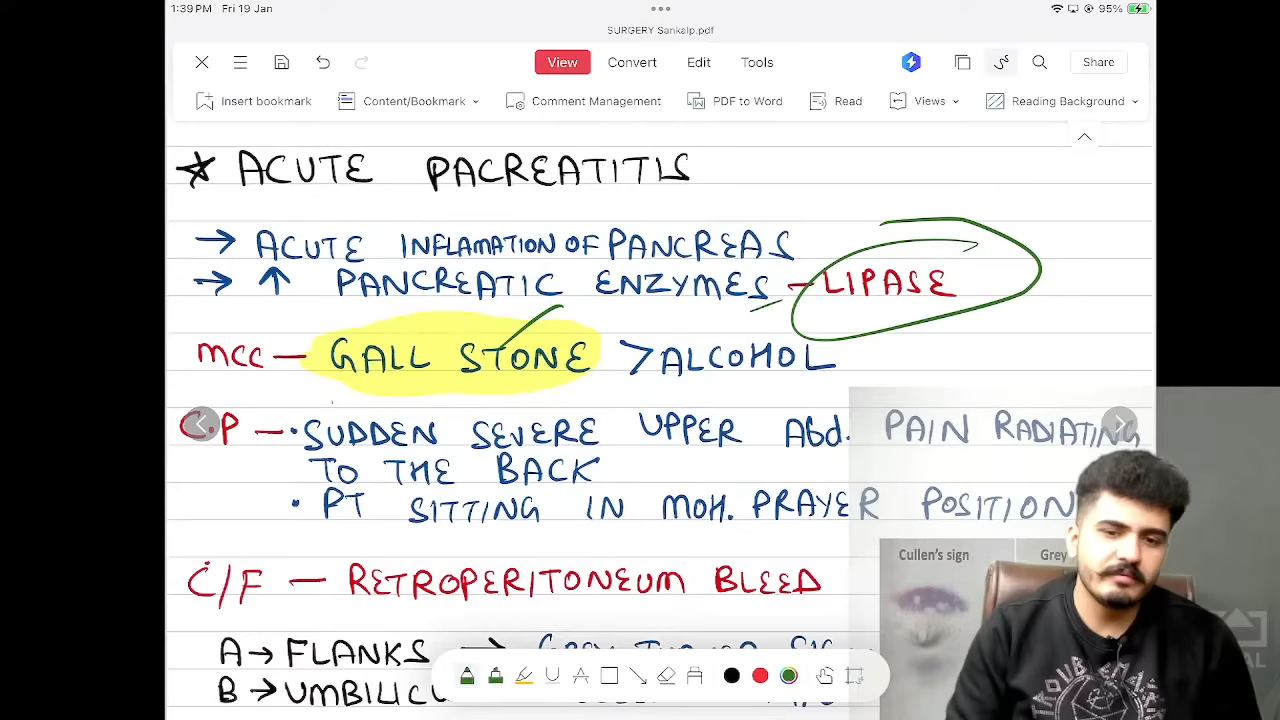 1:39 PM Fri 19 Jan
95%
SURGERY Sankalp.pdf
View Convert Edit Tools Share
Insert bookmark Content/Bookmark Comment Management PDF to Word Read Views Reading Background
ACUTE PACREATITIS
→ ACUTE INFLAMATION OF PANCREAS
→ ↑ PANCREATIC ENZYMES - LIPASE
MCC - GALL STONE > ALCOHOL
C.P - • SUDDEN SEVERE UPPER Abd. PAIN RADIATING
TO THE BACK
• PT SITTING IN MOH. PRAYER POSITION
Cullen's sign Grey
C/F - RETROPERITONEUM BLEED
A → FLANKS →
B →